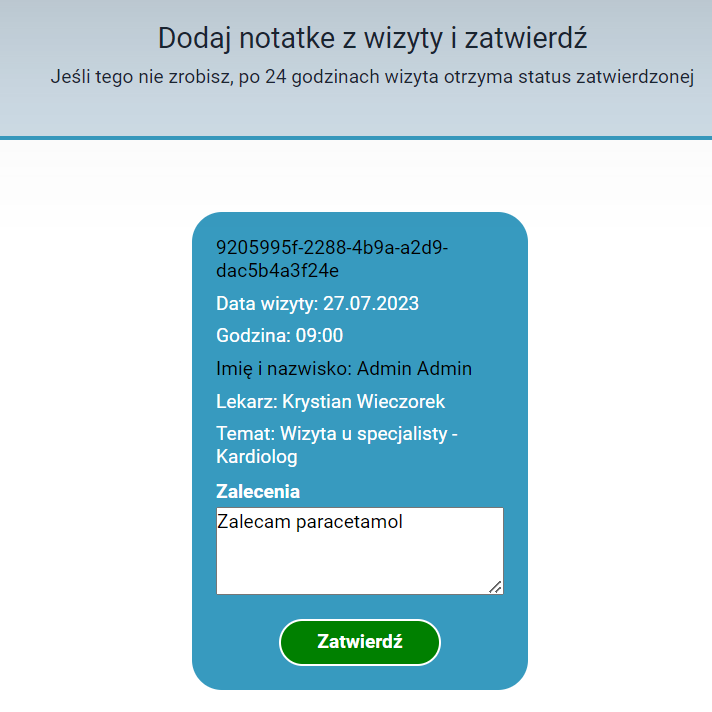 Dodaj notatke z wizyty i zatwierdź
Jeśli tego nie zrobisz, po 24 godzinach wizyta otrzyma status zatwierdzonej
9205995f-2288-4b9a-a2d9-
dac5b4a3f24e
Data wizyty: 27.07.2023
Godzina: 09:00
Imię i nazwisko: Admin Admin
Lekarz: Krystian Wieczorek
Temat: Wizyta u specjalisty -
Kardiolog
Zalecenia
Zalecam paracetamol
Zatwierdź